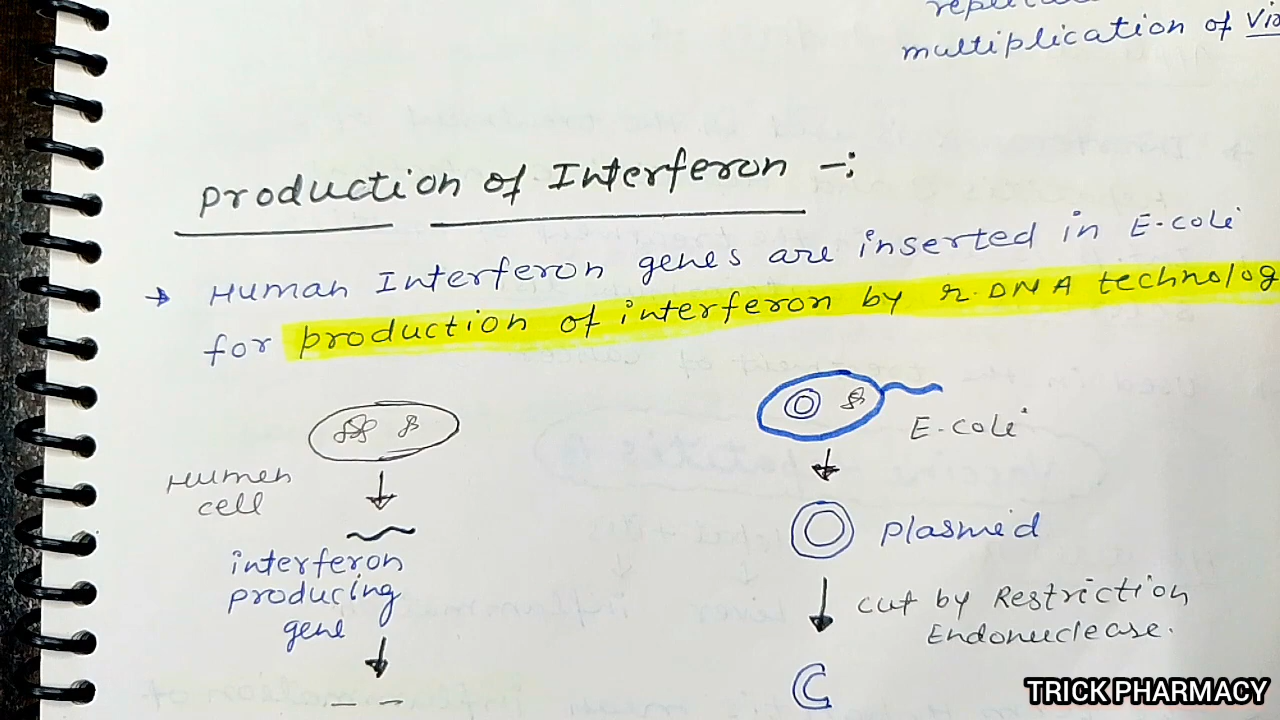 multiplication of
Production of Interferon -:
→ Human Interferon genes are inserted in E-coli
for production of interferon by r.DNA technolog
Human
cell
interferon
producing
gene
E-coli
Plasmid
cut by Restriction
Endonuclease.
TRICK PHARMACY